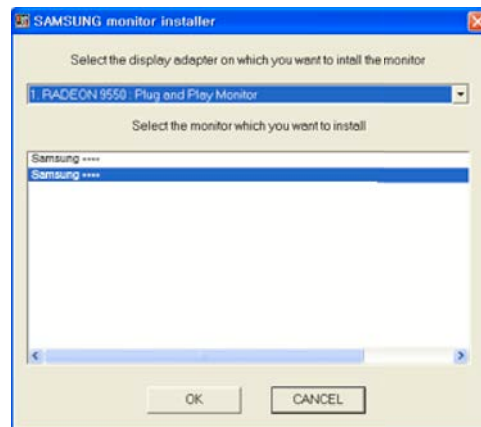 SAMSUNG monitor installer
Select the display adapter on which you want to intall the monitor
1. RADEON 9550 : Plug and Play Monitor
Select the monitor which you want to install
Samsung ****
Samsung ****
OK
CANCEL